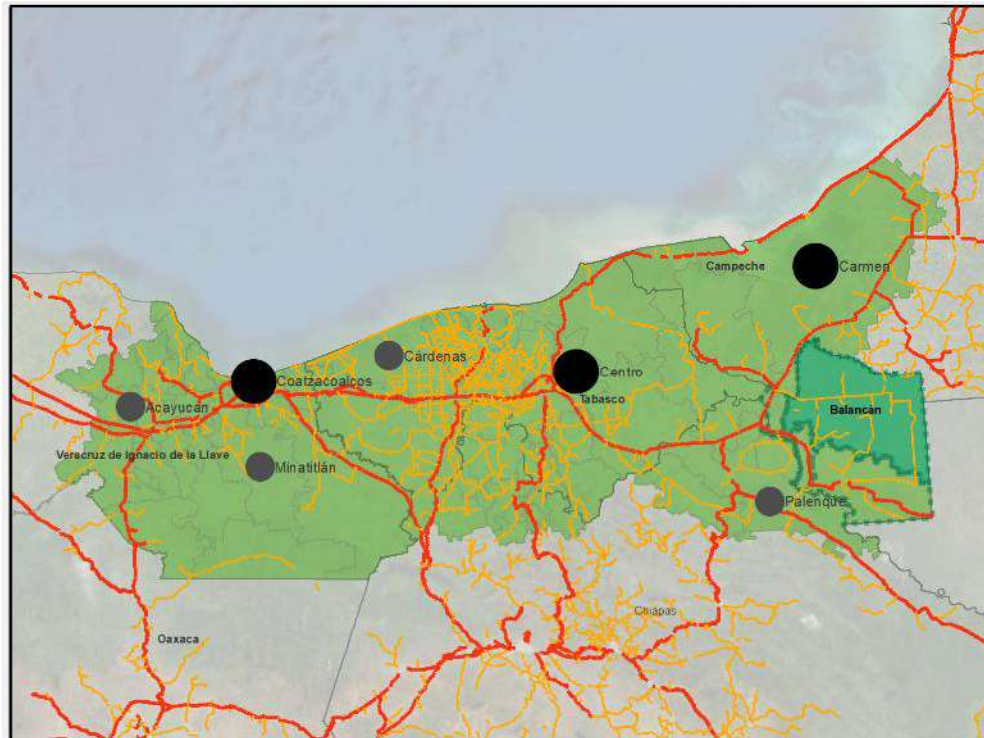 Campeche
Carmen
Cárdenas
Centro
Coatzacoalcos
Tabasco
Acayucan
Balancán
Veracruz de Ignacio de la Llave
Minatitlán
Palenque
Chiapas
Oaxaca